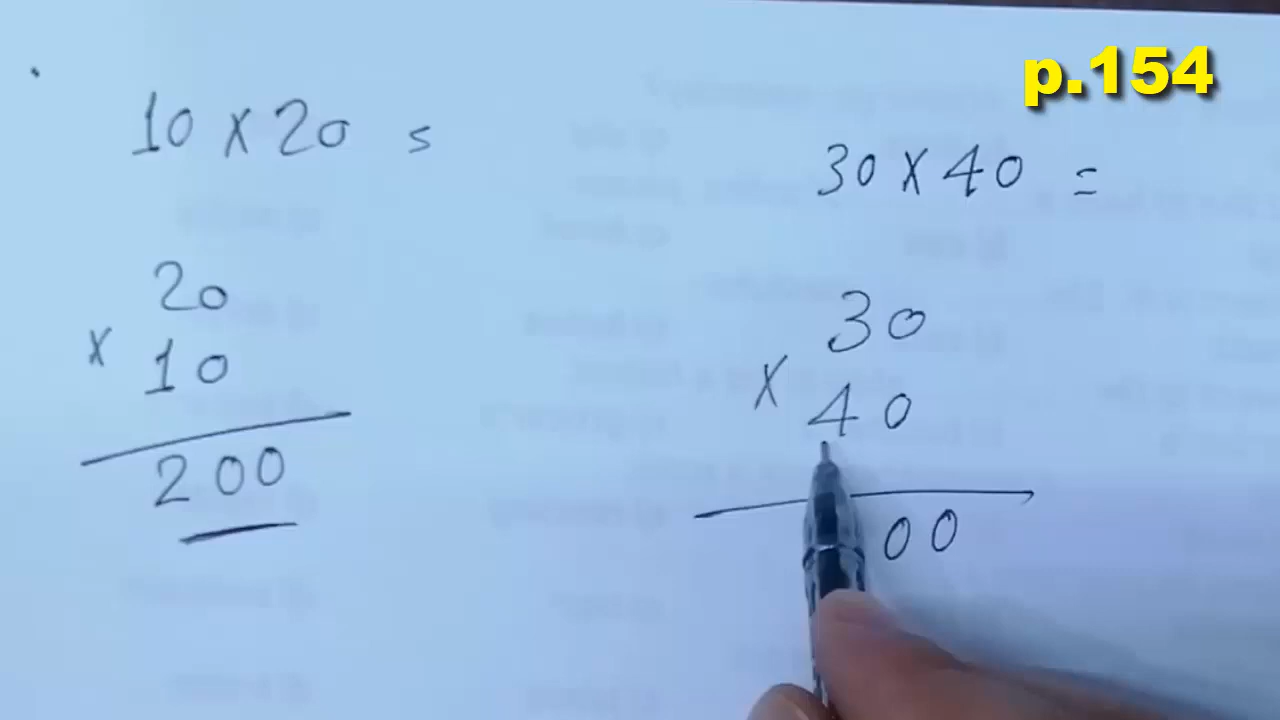 p.154
10 x 20 =
20
x 10
200
30 x 40 =
30
x 40
00